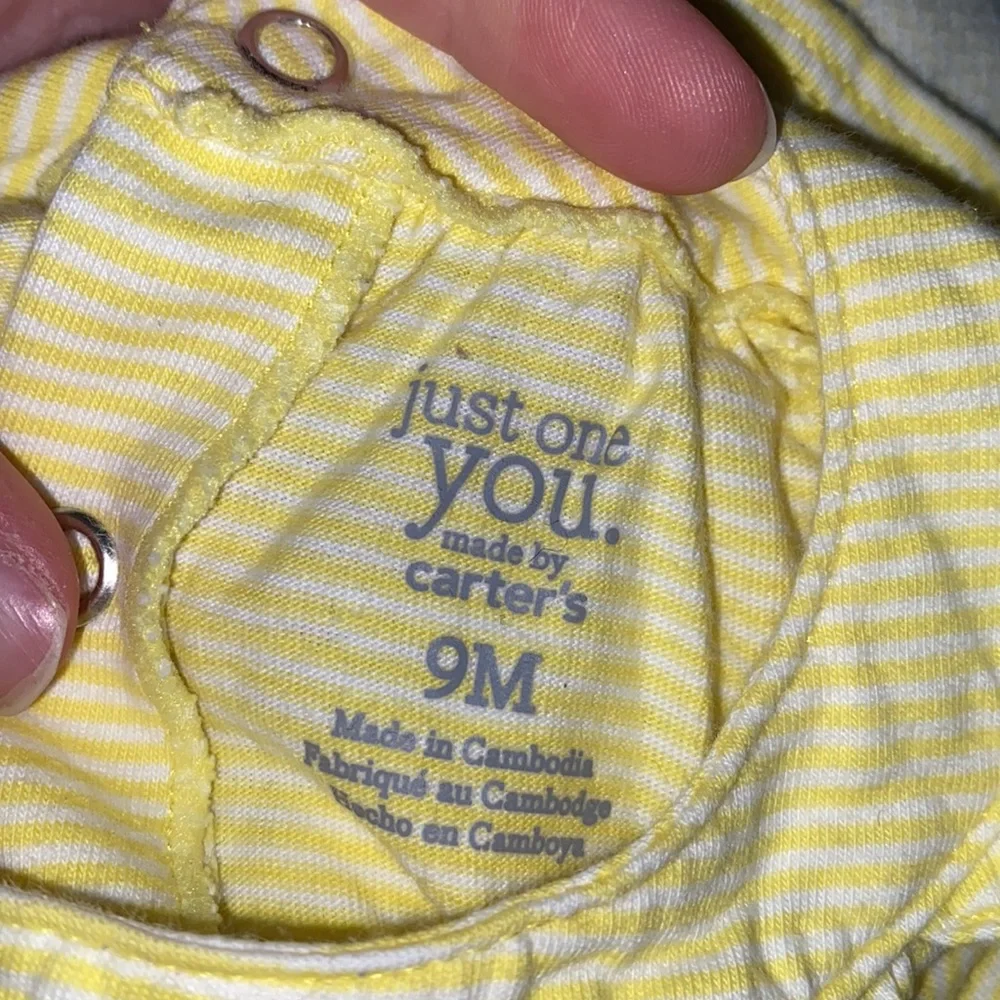 just one
you.
made by
carter's
9M
Made in Cambodia
Fabriqué au Cambodge
Hecho en Camboya